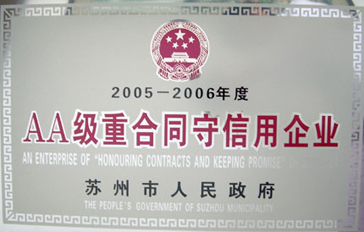 2005－2006年度
AA级重合同守信用企业
AN ENTERPRISE OF "HONOURING CONTRACTS AND KEEPING PROMISE"
苏州市人民政府
THE PEOPLE'S GOVERNMENT OF SUZHOU MUNICIPALITY